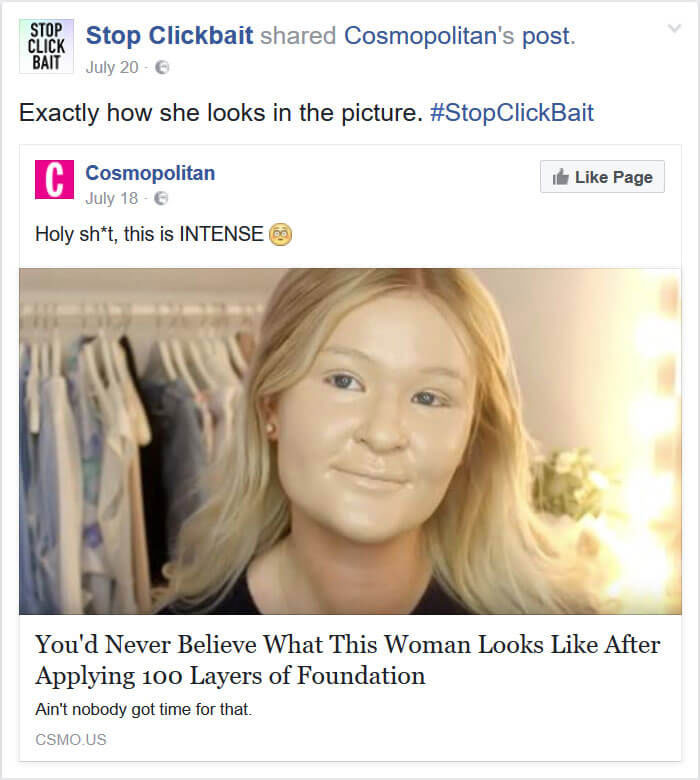 STOP
CLICK
BAIT
Stop Clickbait shared Cosmopolitan's post.
July 20 ·
Exactly how she looks in the picture. #StopClickBait
C
Cosmopolitan
July 18 ·
Like Page
Holy sh*t, this is INTENSE
You'd Never Believe What This Woman Looks Like After
Applying 100 Layers of Foundation
Ain't nobody got time for that.
CSMO.US